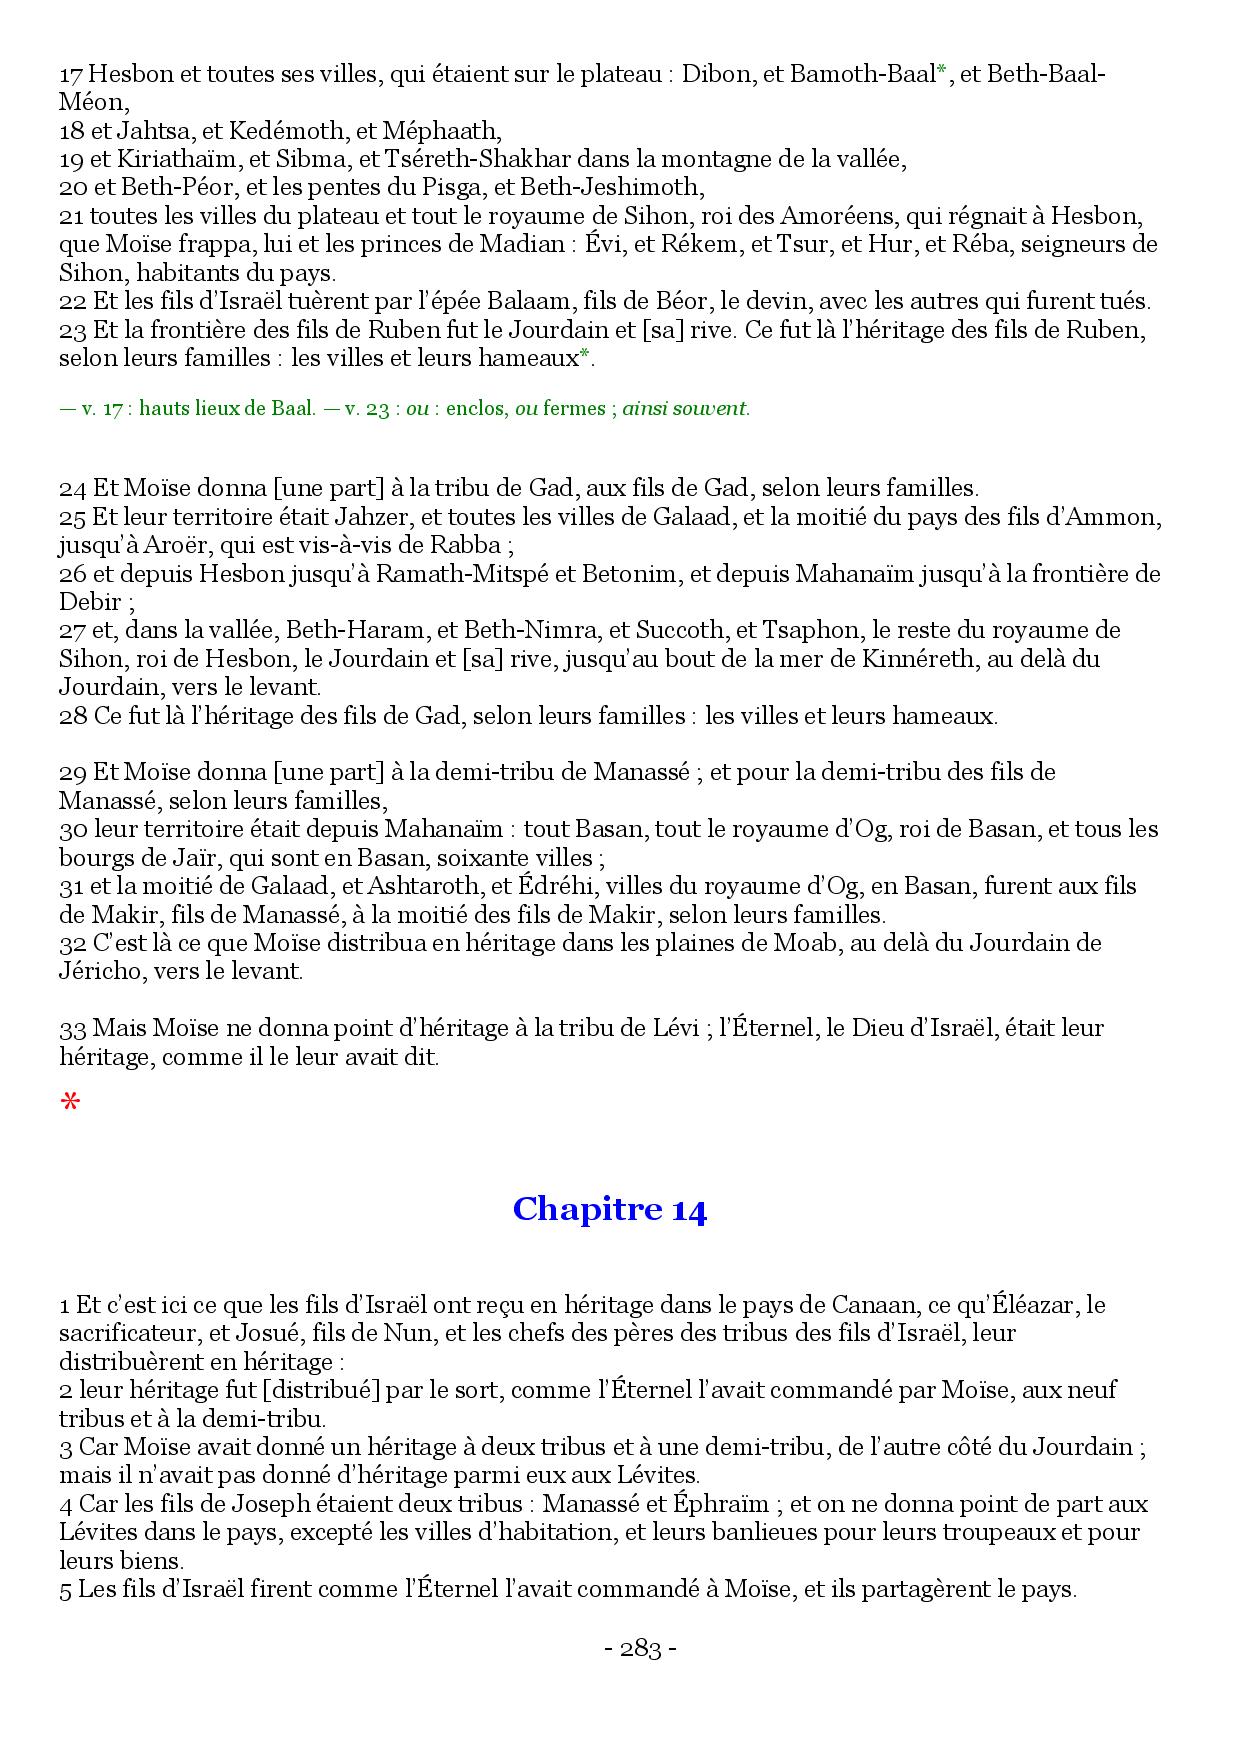 17 Hesbon et toutes ses villes, qui étaient sur le plateau : Dibon, et Bamoth-Baal*, et Beth-Baal-
Méon,
18 et Jahtsa, et Kedémoth, et Méphaath,
19 et Kiriathaïm, et Sibma, et Tséreth-Shakhar dans la montagne de la vallée,
20 et Beth-Péor, et les pentes du Pisga, et Beth-Jeshimoth,
21 toutes les villes du plateau et tout le royaume de Sihon, roi des Amoréens, qui régnait à Hesbon,
que Moïse frappa, lui et les princes de Madian : Évi, et Rékem, et Tsur, et Hur, et Réba, seigneurs de
Sihon, habitants du pays.
22 Et les fils d’Israël tuèrent par l’épée Balaam, fils de Béor, le devin, avec les autres qui furent tués.
23 Et la frontière des fils de Ruben fut le Jourdain et [sa] rive. Ce fut là l’héritage des fils de Ruben,
selon leurs familles : les villes et leurs hameaux*.
— v. 17 : hauts lieux de Baal. — v. 23 : ou : enclos, ou fermes ; ainsi souvent.
24 Et Moïse donna [une part] à la tribu de Gad, aux fils de Gad, selon leurs familles.
25 Et leur territoire était Jahzer, et toutes les villes de Galaad, et la moitié du pays des fils d’Ammon,
jusqu’à Aroër, qui est vis-à-vis de Rabba ;
26 et depuis Hesbon jusqu’à Ramath-Mitspé et Betonim, et depuis Mahanaïm jusqu’à la frontière de
Debir ;
27 et, dans la vallée, Beth-Haram, et Beth-Nimra, et Succoth, et Tsaphon, le reste du royaume de
Sihon, roi de Hesbon, le Jourdain et [sa] rive, jusqu’au bout de la mer de Kinnéreth, au delà du
Jourdain, vers le levant.
28 Ce fut là l’héritage des fils de Gad, selon leurs familles : les villes et leurs hameaux.
29 Et Moïse donna [une part] à la demi-tribu de Manassé ; et pour la demi-tribu des fils de
Manassé, selon leurs familles,
30 leur territoire était depuis Mahanaïm : tout Basan, tout le royaume d’Og, roi de Basan, et tous les
bourgs de Jaïr, qui sont en Basan, soixante villes ;
31 et la moitié de Galaad, et Ashtaroth, et Édréhi, villes du royaume d’Og, en Basan, furent aux fils
de Makir, fils de Manassé, à la moitié des fils de Makir, selon leurs familles.
32 C’est là ce que Moïse distribua en héritage dans les plaines de Moab, au delà du Jourdain de
Jéricho, vers le levant.
33 Mais Moïse ne donna point d’héritage à la tribu de Lévi ; l’Éternel, le Dieu d’Israël, était leur
héritage, comme il le leur avait dit.
*
Chapitre 14
1 Et c’est ici ce que les fils d’Israël ont reçu en héritage dans le pays de Canaan, ce qu’Éléazar, le
sacrificateur, et Josué, fils de Nun, et les chefs des pères des tribus des fils d’Israël, leur
distribuèrent en héritage :
2 leur héritage fut [distribué] par le sort, comme l’Éternel l’avait commandé par Moïse, aux neuf
tribus et à la demi-tribu.
3 Car Moïse avait donné un héritage à deux tribus et à une demi-tribu, de l’autre côté du Jourdain ;
mais il n’avait pas donné d’héritage parmi eux aux Lévites.
4 Car les fils de Joseph étaient deux tribus : Manassé et Éphraïm ; et on ne donna point de part aux
Lévites dans le pays, excepté les villes d’habitation, et leurs banlieues pour leurs troupeaux et pour
leurs biens.
5 Les fils d’Israël firent comme l’Éternel l’avait commandé à Moïse, et ils partagèrent le pays.
- 283 -